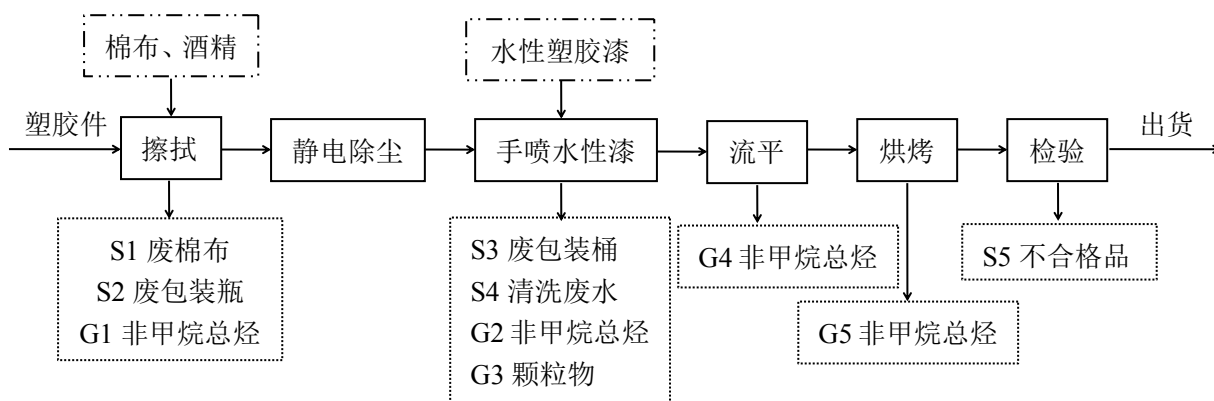 棉布、酒精
水性塑胶漆
塑胶件
擦拭
静电除尘
手喷水性漆
流平
烘烤
检验
出货
S1 废棉布
S2 废包装瓶
G1 非甲烷总烃
S3 废包装桶
S4 清洗废水
G2 非甲烷总烃
G3 颗粒物
G4 非甲烷总烃
G5 非甲烷总烃
S5 不合格品